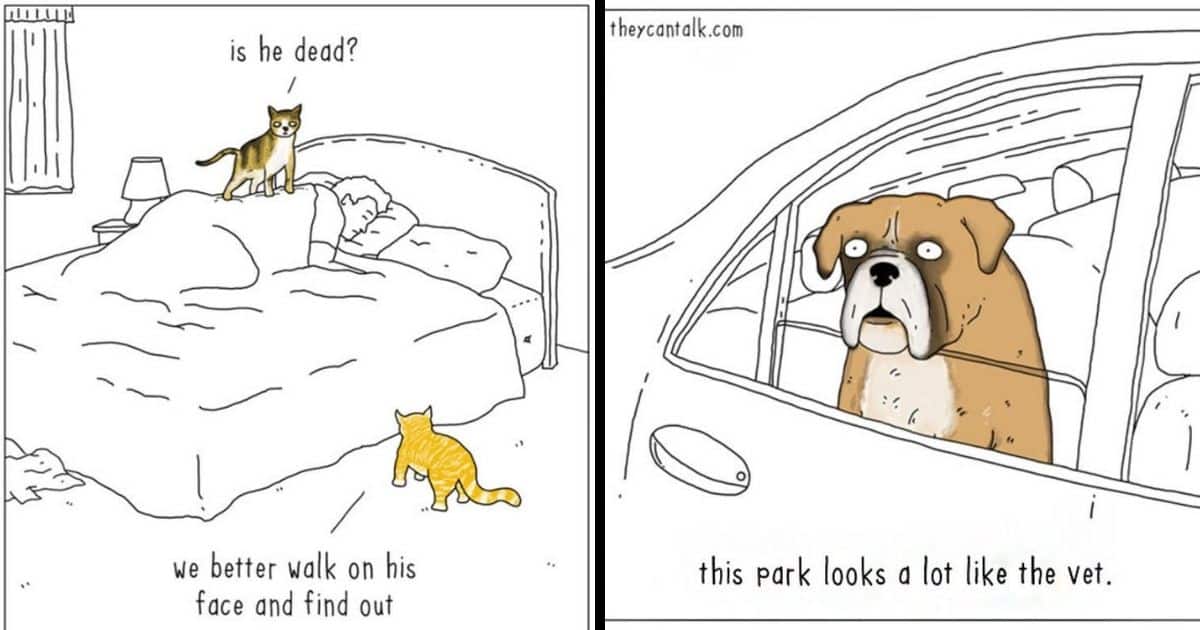 is he dead?
we better walk on his
face and find out
theycantalk.com
this park looks a lot like the vet.